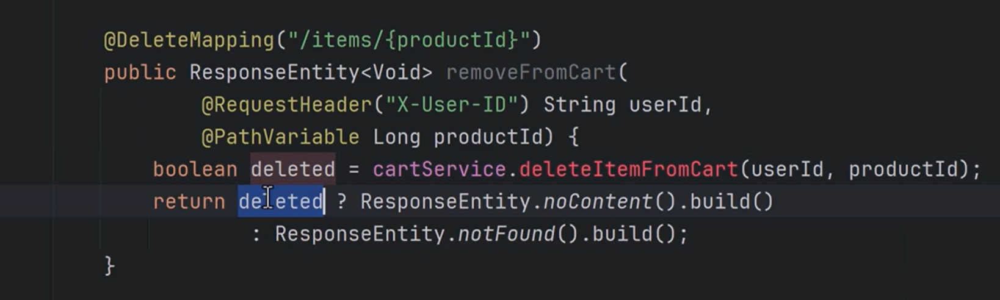 @DeleteMapping("/items/{productId}")
public ResponseEntity<Void> removeFromCart(
@RequestHeader("X-User-ID") String userId,
@PathVariable Long productId) {
boolean deleted = cartService.deleteItemFromCart(userId, productId);
return deleted ? ResponseEntity.noContent().build()
: ResponseEntity.notFound().build();
}